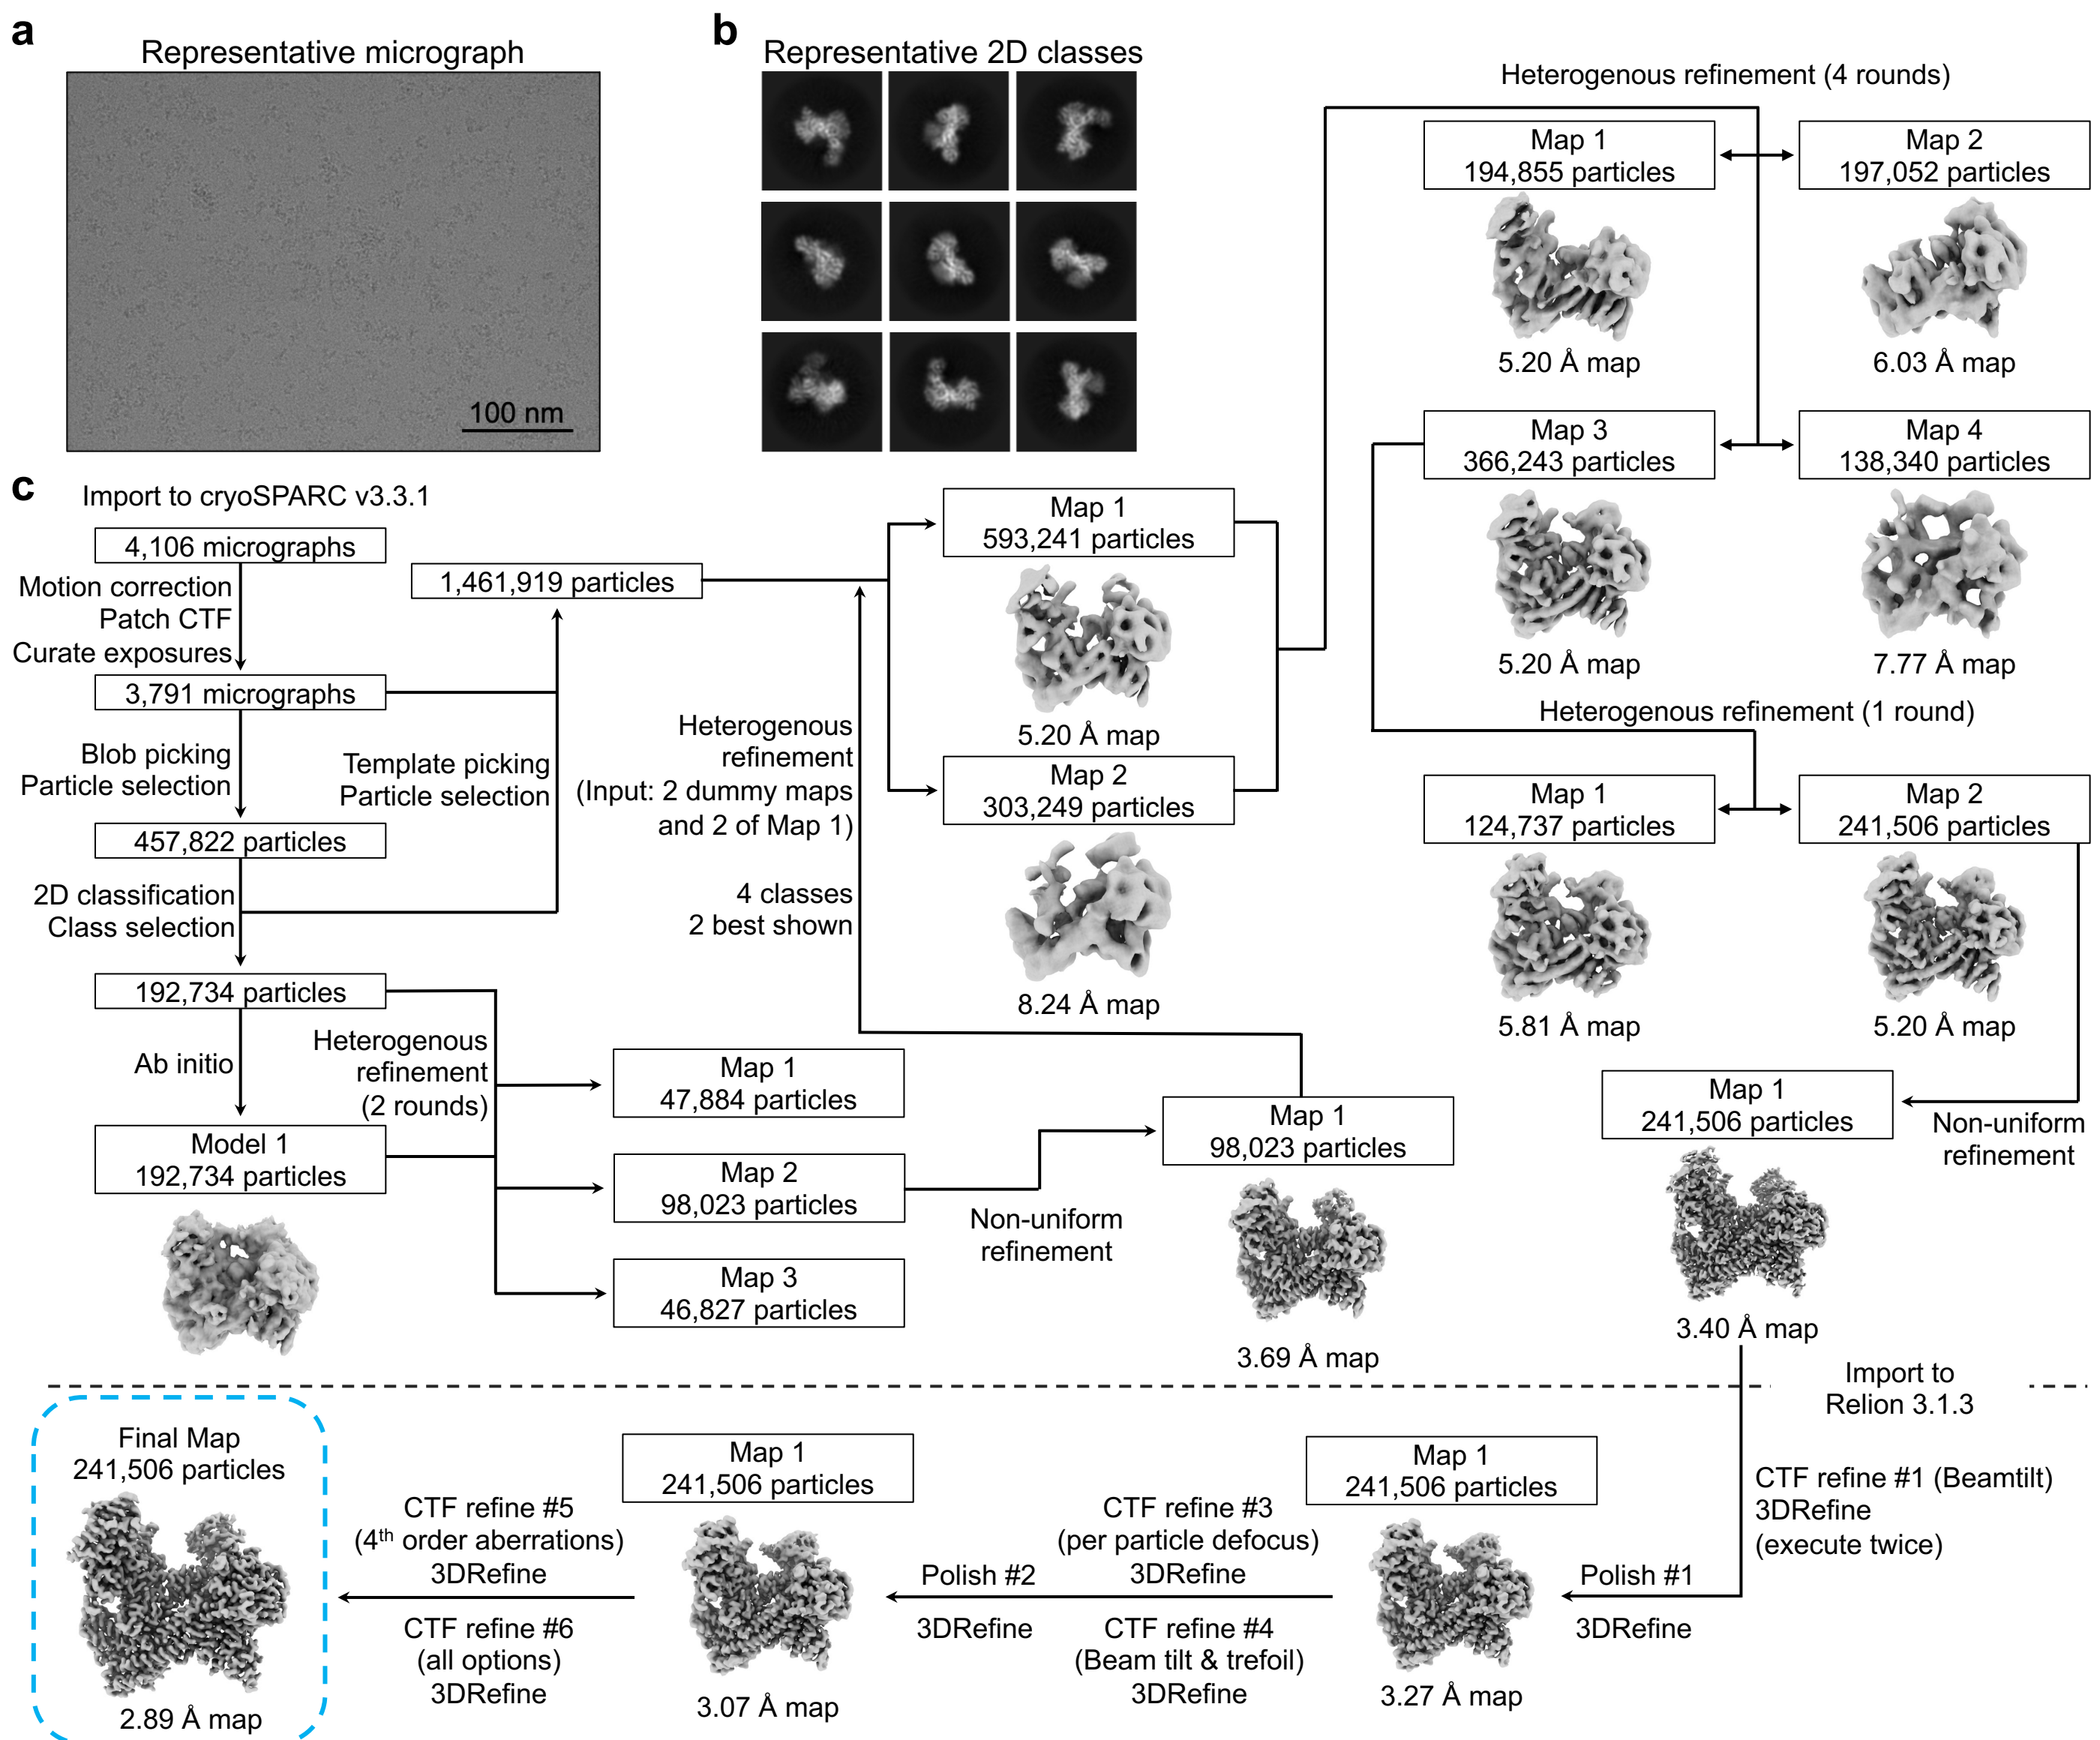 a
Representative micrograph
100 nm
b
Representative 2D classes
c
Import to cryoSPARC v3.3.1
4,106 micrographs
Motion correction
Patch CTF
Curate exposures
3,791 micrographs
Blob picking
Particle selection
457,822 particles
2D classification
Class selection
192,734 particles
Ab initio
Model 1
192,734 particles
Template picking
Particle selection
1,461,919 particles
Heterogenous
refinement
(2 rounds)
Map 1
47,884 particles
Map 2
98,023 particles
Map 3
46,827 particles
Non-uniform
refinement
Map 1
98,023 particles
3.69 Å map
Heterogenous
refinement
(Input: 2 dummy maps
and 2 of Map 1)
4 classes
2 best shown
Map 1
593,241 particles
5.20 Å map
Map 2
303,249 particles
8.24 Å map
Heterogenous refinement (4 rounds)
Map 1
194,855 particles
5.20 Å map
Map 2
197,052 particles
6.03 Å map
Map 3
366,243 particles
5.20 Å map
Map 4
138,340 particles
7.77 Å map
Heterogenous refinement (1 round)
Map 1
124,737 particles
5.81 Å map
Map 2
241,506 particles
5.20 Å map
Non-uniform
refinement
Map 1
241,506 particles
3.40 Å map
Import to
Relion 3.1.3
CTF refine #1 (Beamtilt)
3DRefine
(execute twice)
Polish #1
3DRefine
Map 1
241,506 particles
3.27 Å map
CTF refine #3
(per particle defocus)
3DRefine
CTF refine #4
(Beam tilt & trefoil)
3DRefine
Polish #2
3DRefine
Map 1
241,506 particles
3.07 Å map
CTF refine #5
(4th order aberrations)
3DRefine
CTF refine #6
(all options)
3DRefine
Final Map
241,506 particles
2.89 Å map